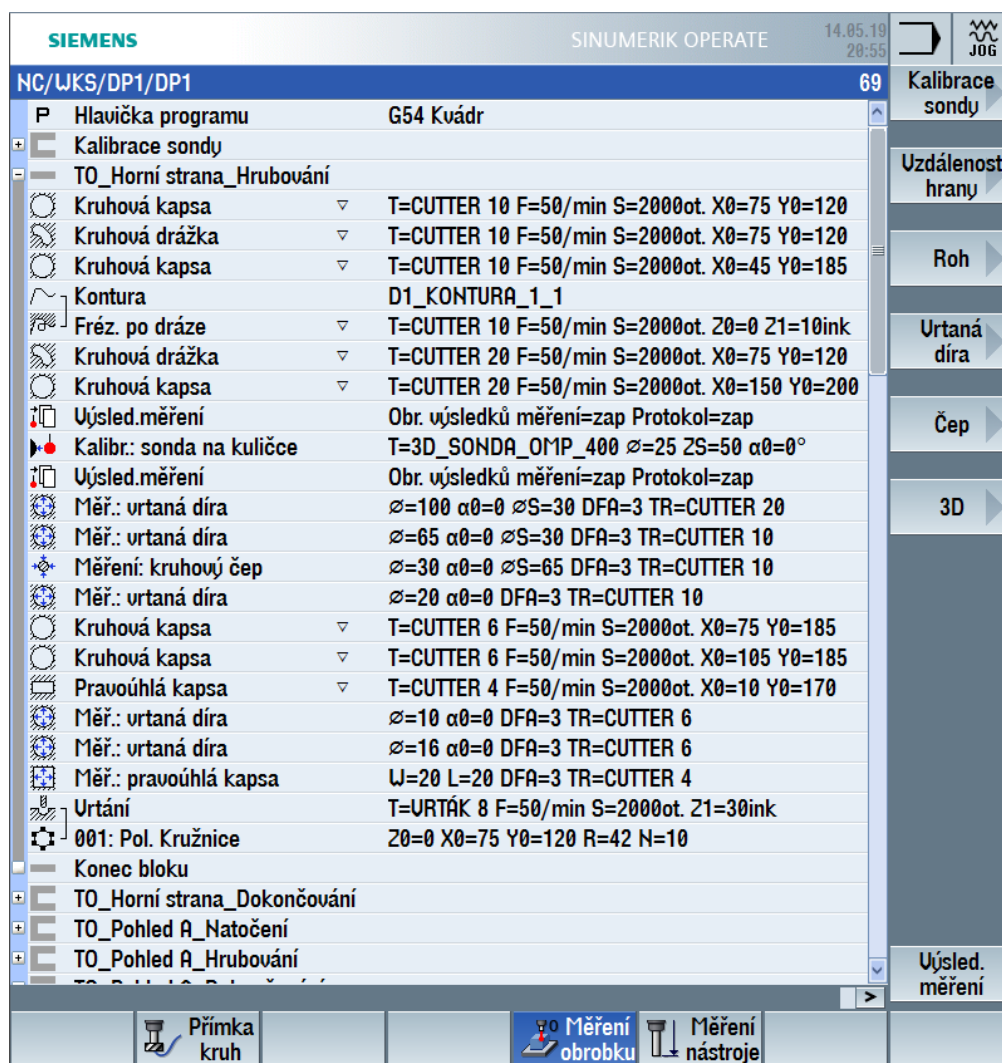 SIEMENS SINUMERIK OPERATE 14.05.19 20:55 JOG
NC/WKS/DP1/DP1 69
P Hlavička programu G54 Kvádr
Kalibrace sondy
TO_Horní strana_Hrubování
Kruhová kapsa ▽ T=CUTTER 10 F=50/min S=2000ot. X0=75 Y0=120
Kruhová drážka ▽ T=CUTTER 10 F=50/min S=2000ot. X0=75 Y0=120
Kruhová kapsa ▽ T=CUTTER 10 F=50/min S=2000ot. X0=45 Y0=185
Kontura D1_KONTURA_1_1
Fréz. po dráze ▽ T=CUTTER 10 F=50/min S=2000ot. Z0=0 Z1=10ink
Kruhová drážka ▽ T=CUTTER 20 F=50/min S=2000ot. X0=75 Y0=120
Kruhová kapsa ▽ T=CUTTER 20 F=50/min S=2000ot. X0=150 Y0=200
Výsled.měření Obr. výsledků měření=zap Protokol=zap
Kalibr.: sonda na kuličce T=3D_SONDA_OMP_400 ⌀=25 ZS=50 α0=0°
Výsled.měření Obr. výsledků měření=zap Protokol=zap
Měř.: vrtaná díra ⌀=100 α0=0 ⌀S=30 DFA=3 TR=CUTTER 20
Měř.: vrtaná díra ⌀=65 α0=0 ⌀S=30 DFA=3 TR=CUTTER 10
Měření: kruhový čep ⌀=30 α0=0 ⌀S=65 DFA=3 TR=CUTTER 10
Měř.: vrtaná díra ⌀=20 α0=0 DFA=3 TR=CUTTER 10
Kruhová kapsa ▽ T=CUTTER 6 F=50/min S=2000ot. X0=75 Y0=185
Kruhová kapsa ▽ T=CUTTER 6 F=50/min S=2000ot. X0=105 Y0=185
Pravoúhlá kapsa ▽ T=CUTTER 4 F=50/min S=2000ot. X0=10 Y0=170
Měř.: vrtaná díra ⌀=10 α0=0 DFA=3 TR=CUTTER 6
Měř.: vrtaná díra ⌀=16 α0=0 DFA=3 TR=CUTTER 6
Měř.: pravoúhlá kapsa W=20 L=20 DFA=3 TR=CUTTER 4
Vrtání T=VRTÁK 8 F=50/min S=2000ot. Z1=30ink
001: Pol. Kružnice Z0=0 X0=75 Y0=120 R=42 N=10
Konec bloku
TO_Horní strana_Dokončování
TO_Pohled A_Natočení
TO_Pohled A_Hrubování
Kalibrace
sondy
Vzdálenost
hrany
Roh
Vrtaná
díra
Čep
3D
Výsled.
měření
>
Přímka
kruh
Měření
obrobku
Měření
nástroje